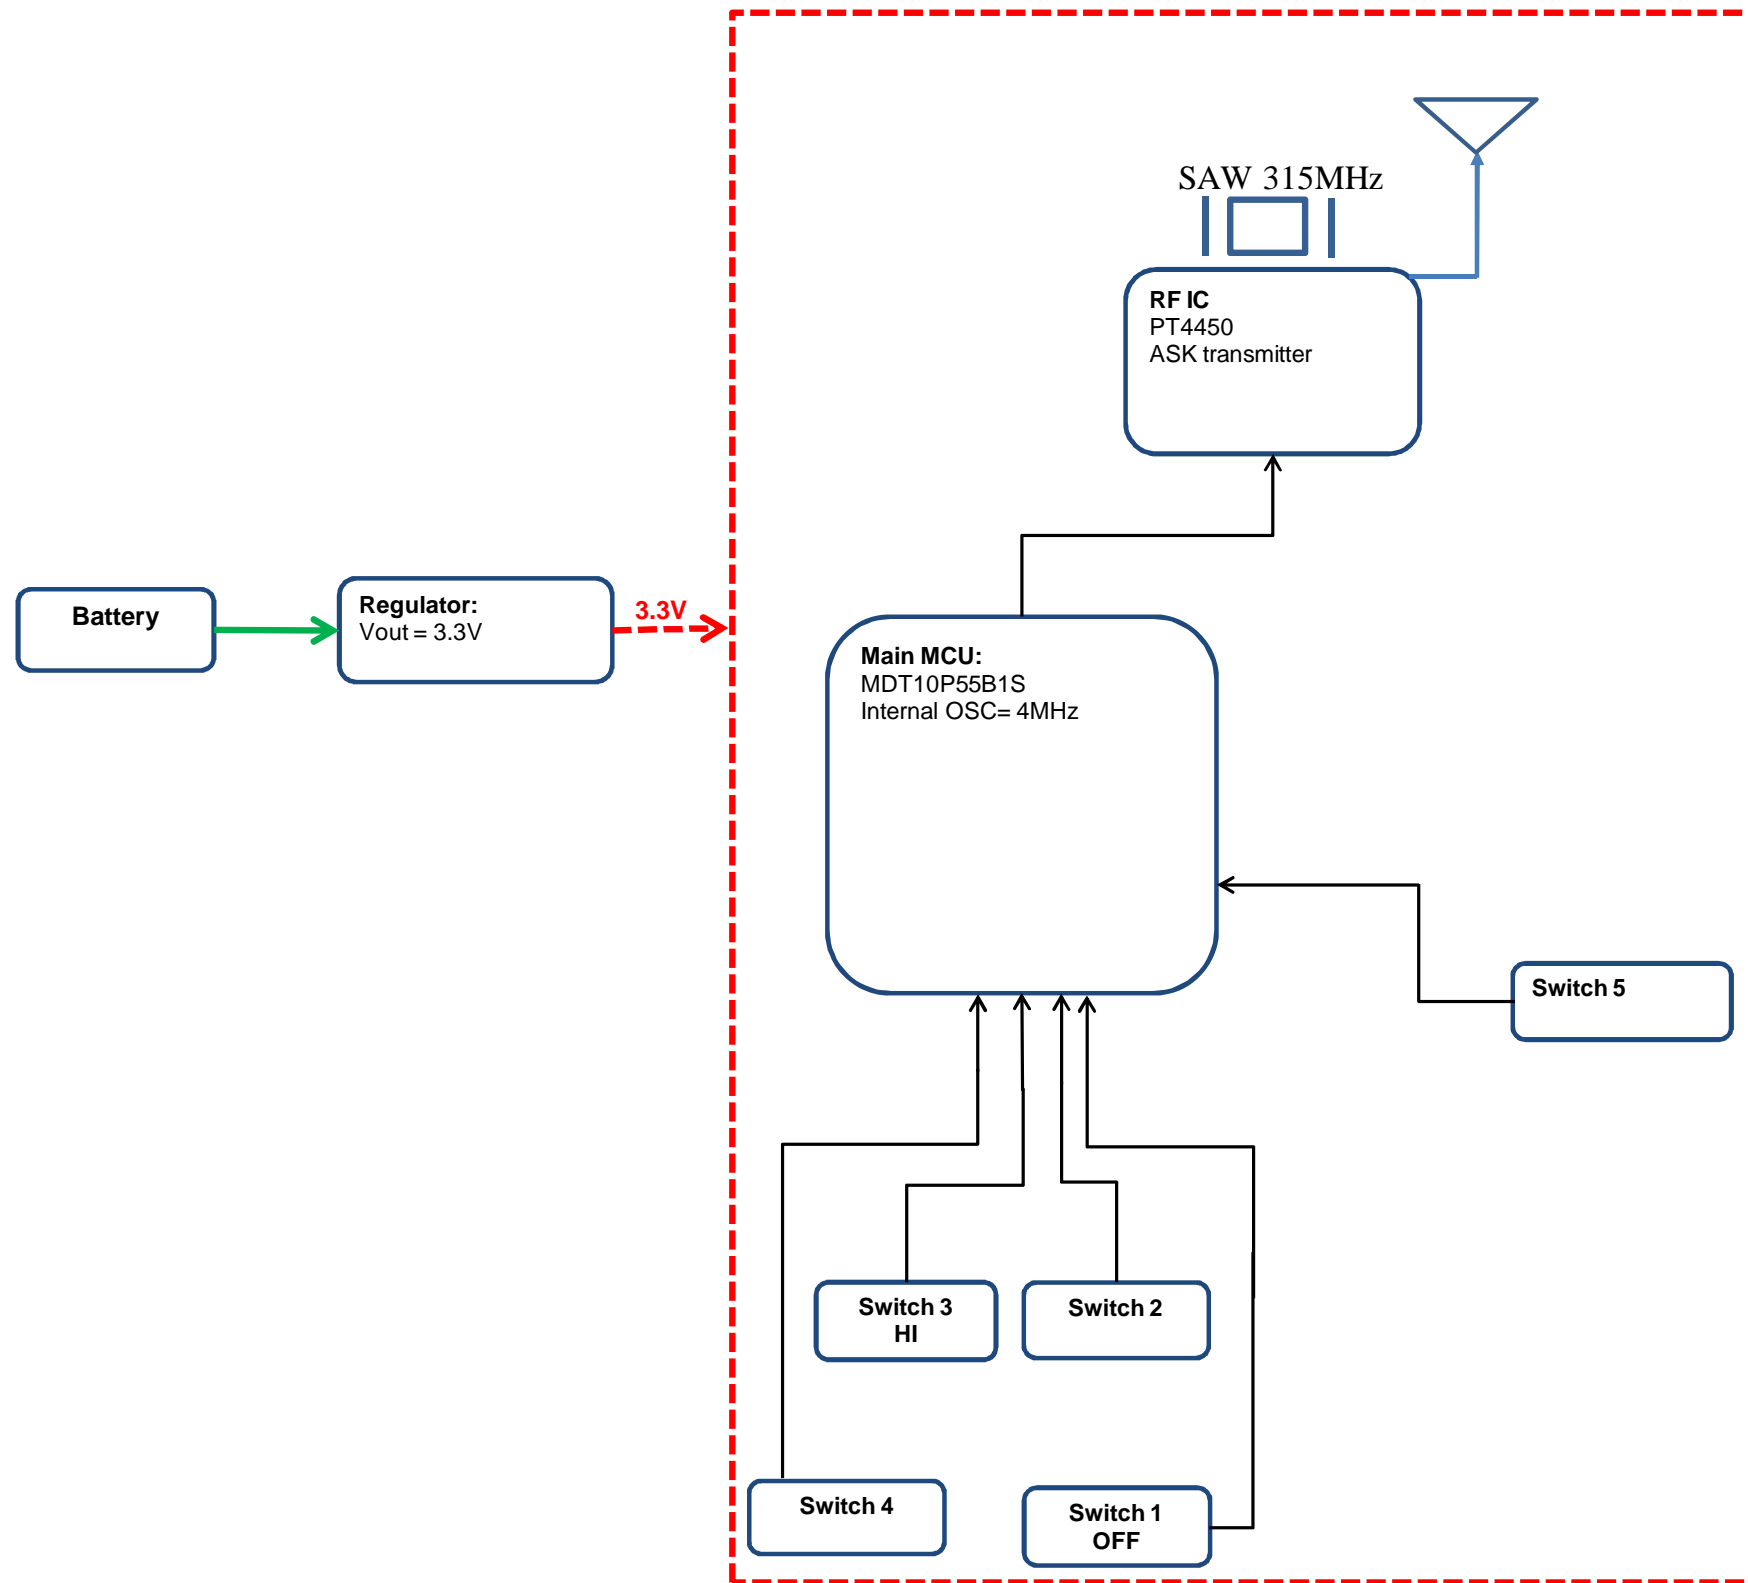 SAW 315MHz
RF IC
PT4450
ASK transmitter
Battery
Regulator:
Vout = 3.3V
3.3V
Main MCU:
MDT10P55B1S
Internal OSC= 4MHz
Switch 5
Switch 3
HI
Switch 2
Switch 4
Switch 1
OFF